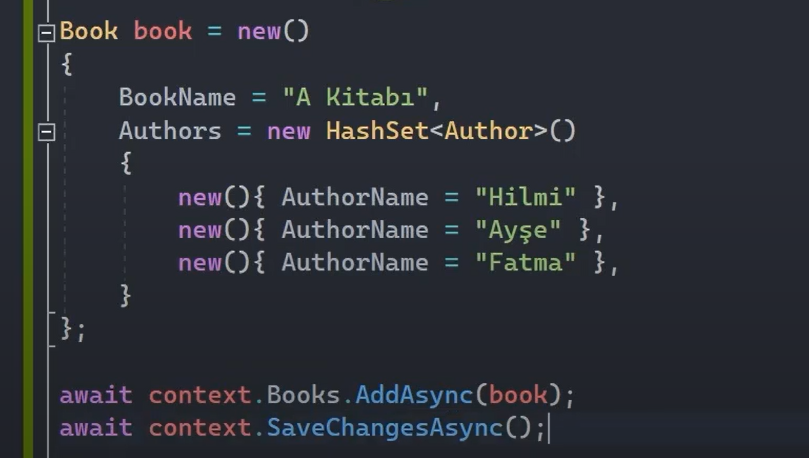 Book book = new()
{
BookName = "A Kitabı",
Authors = new HashSet<Author>()
{
new(){ AuthorName = "Hilmi" },
new(){ AuthorName = "Ayşe" },
new(){ AuthorName = "Fatma" },
}
};
await context.Books.AddAsync(book);
await context.SaveChangesAsync();